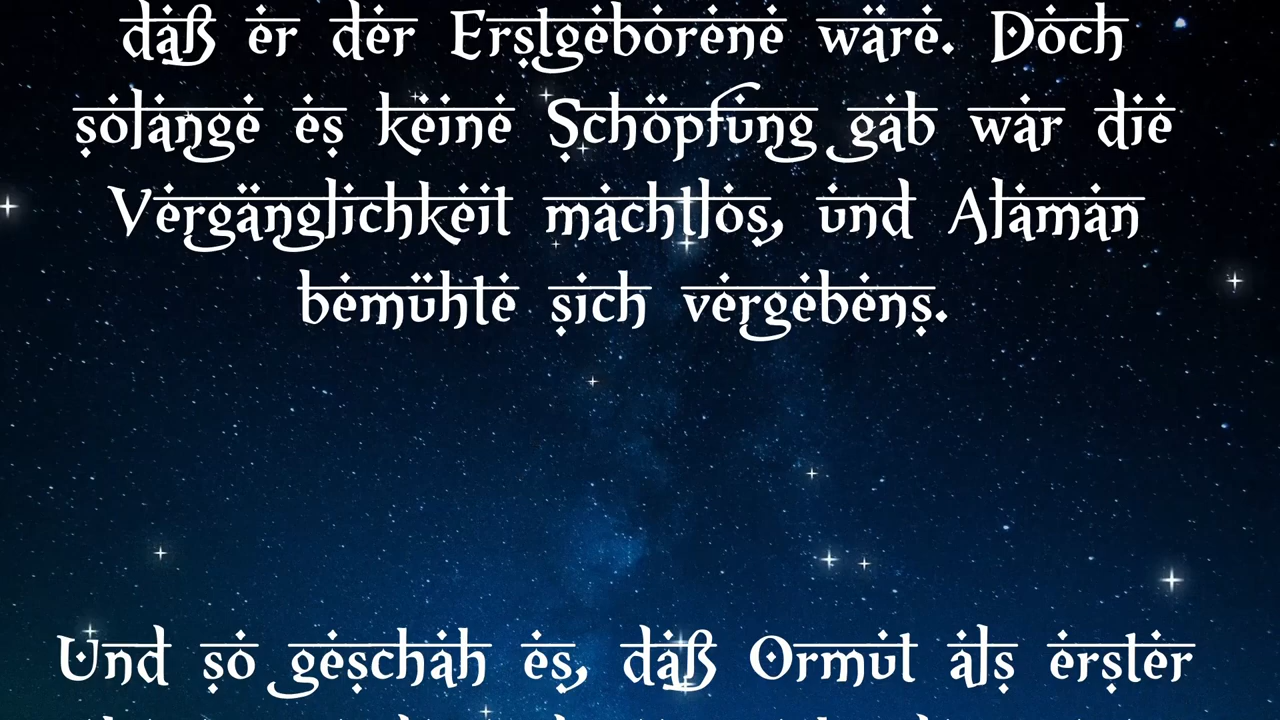 daß er der Erstgeborene wäre. Doch
solange es keine Schöpfung gab war die
Vergänglichkeit machtlos, und Alaman
bemühte sich vergebens.
Und so geschah es, daß Ormut als erster